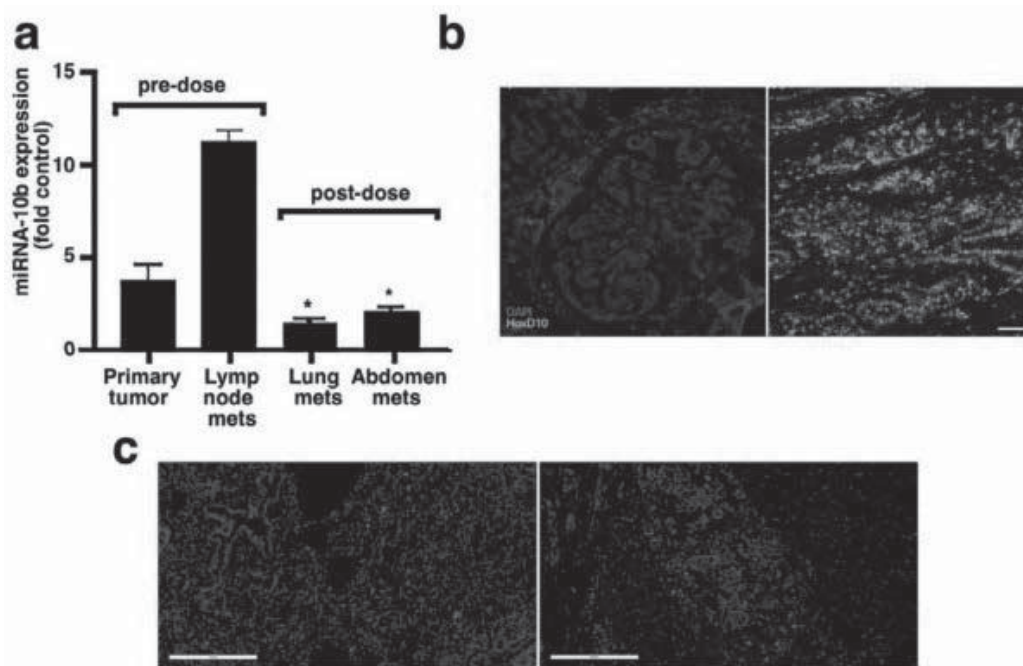 a
15
10
5
0
miRNA-10b expression
(fold control)
pre-dose
post-dose
*
*
Primary
tumor
Lymp
node
mets
Lung
mets
Abdomen
mets
b
DAPI
HoxD10
c